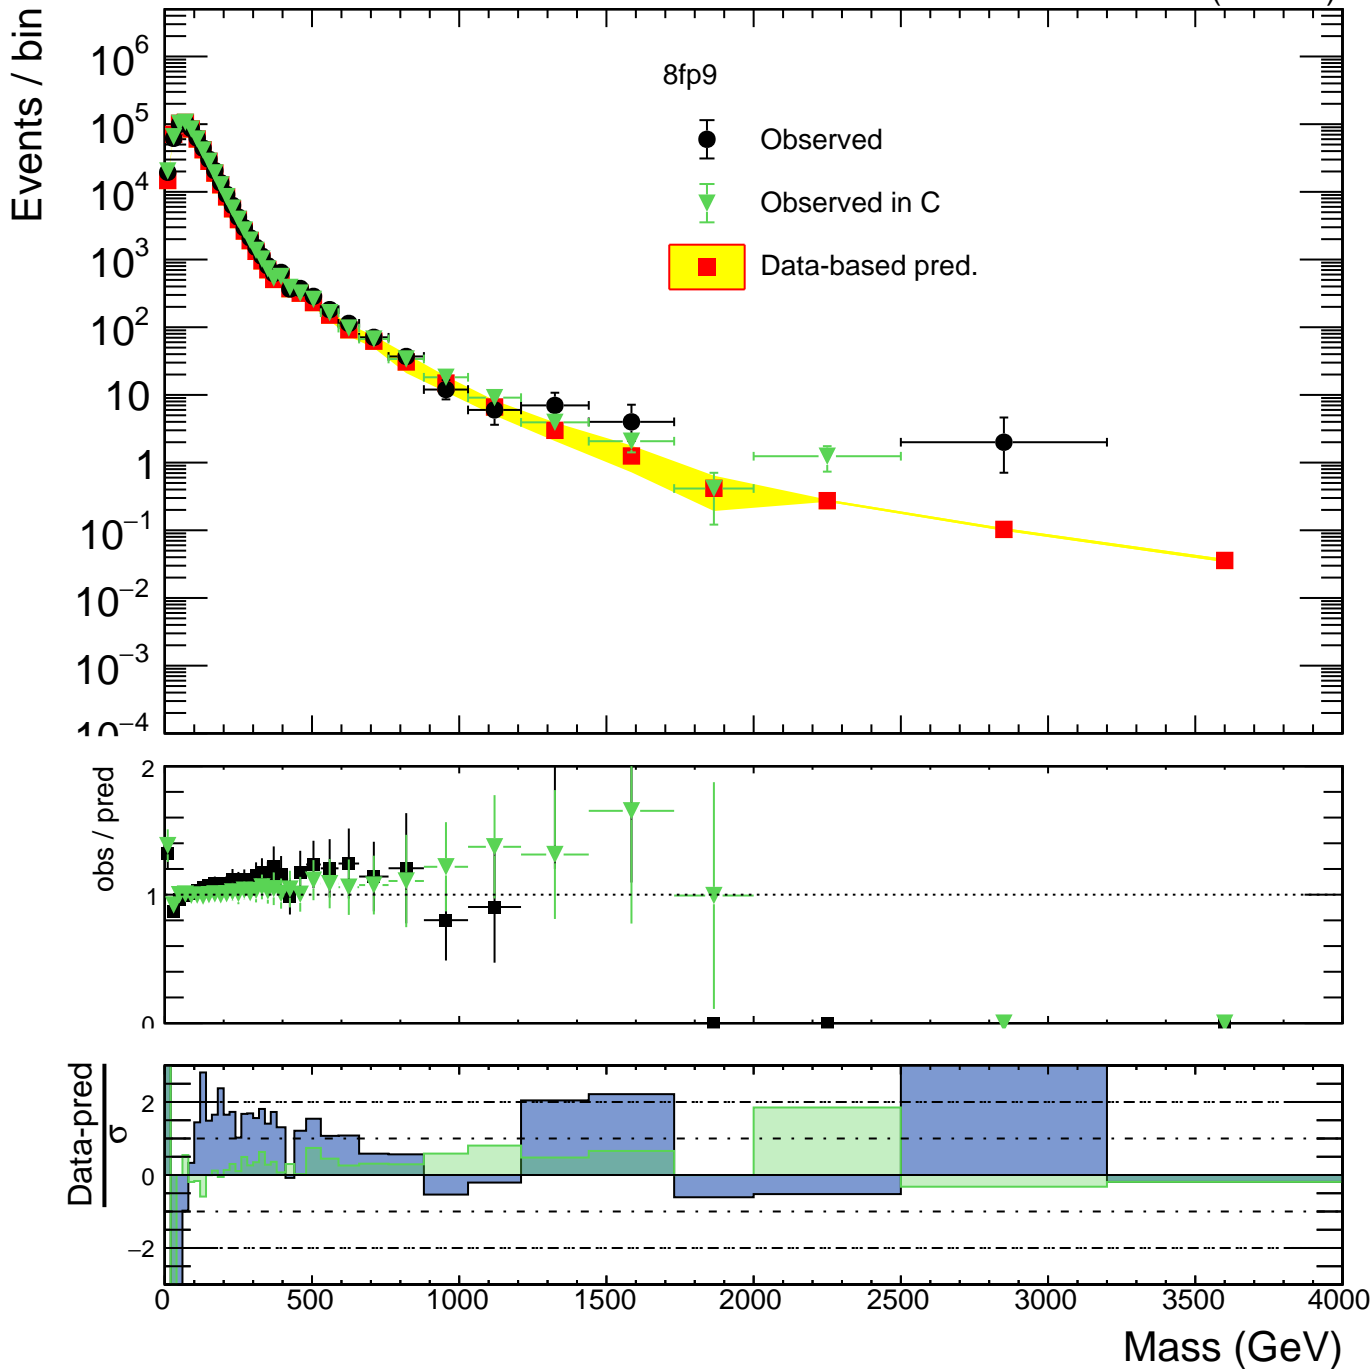 Events / bin
10^6
10^5
10^4
10^3
10^2
10
1
10^−1
10^−2
10^−3
10^−4
8fp9
Observed
Observed in C
Data-based pred.
obs / pred
2
1
0
Data-pred
σ
2
0
−2
0 500 1000 1500 2000 2500 3000 3500 4000
Mass (GeV)